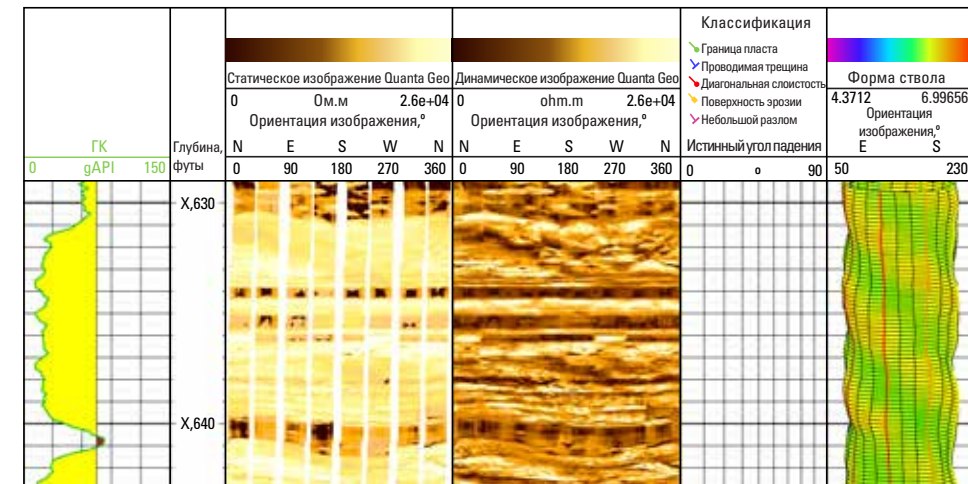 ГК
0 gAPI 150
Глубина,
футы
Статическое изображение Quanta Geo
0 Ом.м 2.6e+04
Ориентация изображения,°
N E S W N
0 90 180 270 360
Динамическое изображение Quanta Geo
0 ohm.m 2.6e+04
Ориентация изображения,°
N E S W N
0 90 180 270 360
Классификация
Граница пласта
Проводимая трещина
Диагональная слоистость
Поверхность эрозии
Небольшой разлом
Истинный угол падения
0 ° 90
Форма ствола
4.3712 6.99656
Ориентация
изображения,°
E S
50 230
X,630
X,640